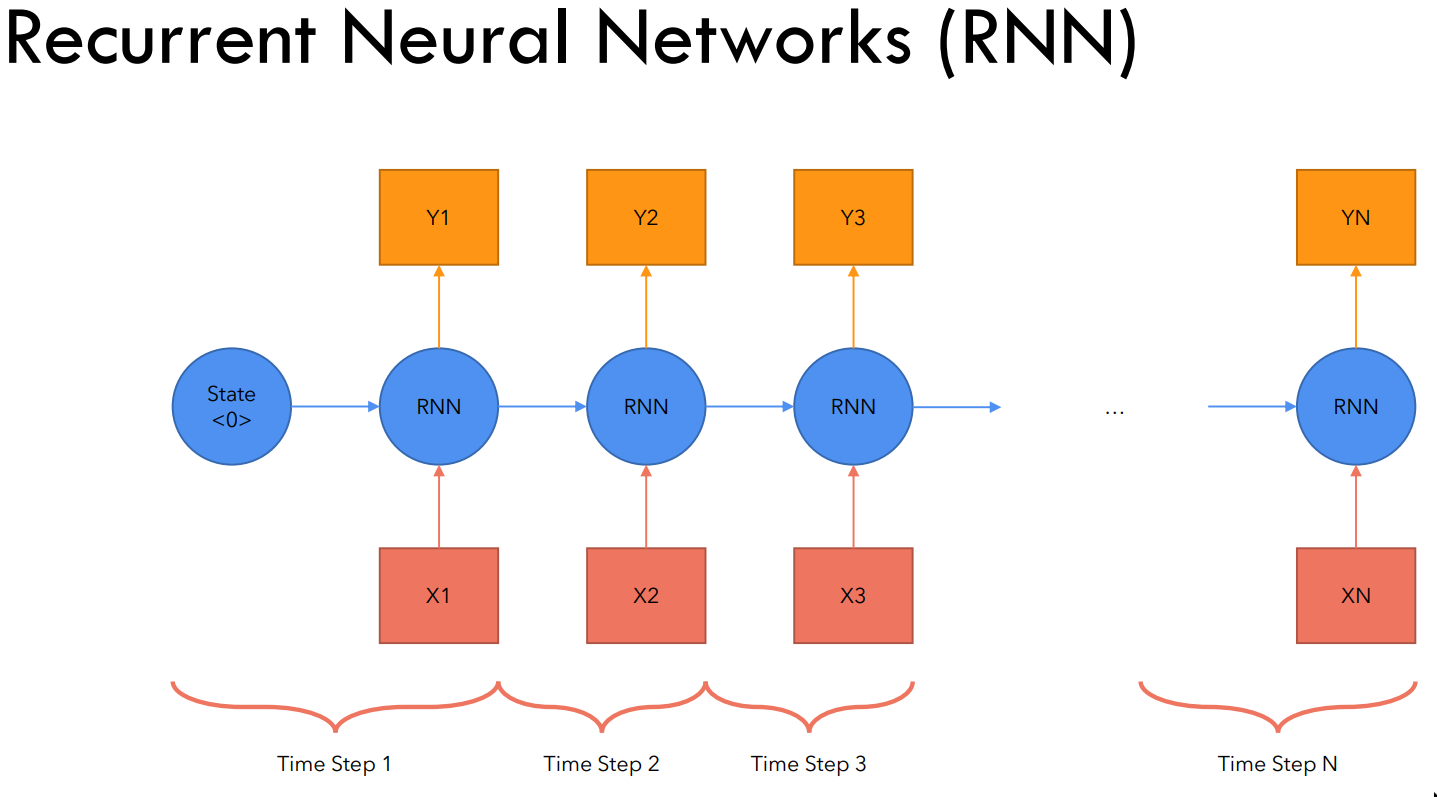 Recurrent Neural Networks (RNN)
Y1
Y2
Y3
YN
State
<0>
RNN
RNN
RNN
...
RNN
X1
X2
X3
XN
Time Step 1
Time Step 2
Time Step 3
Time Step N